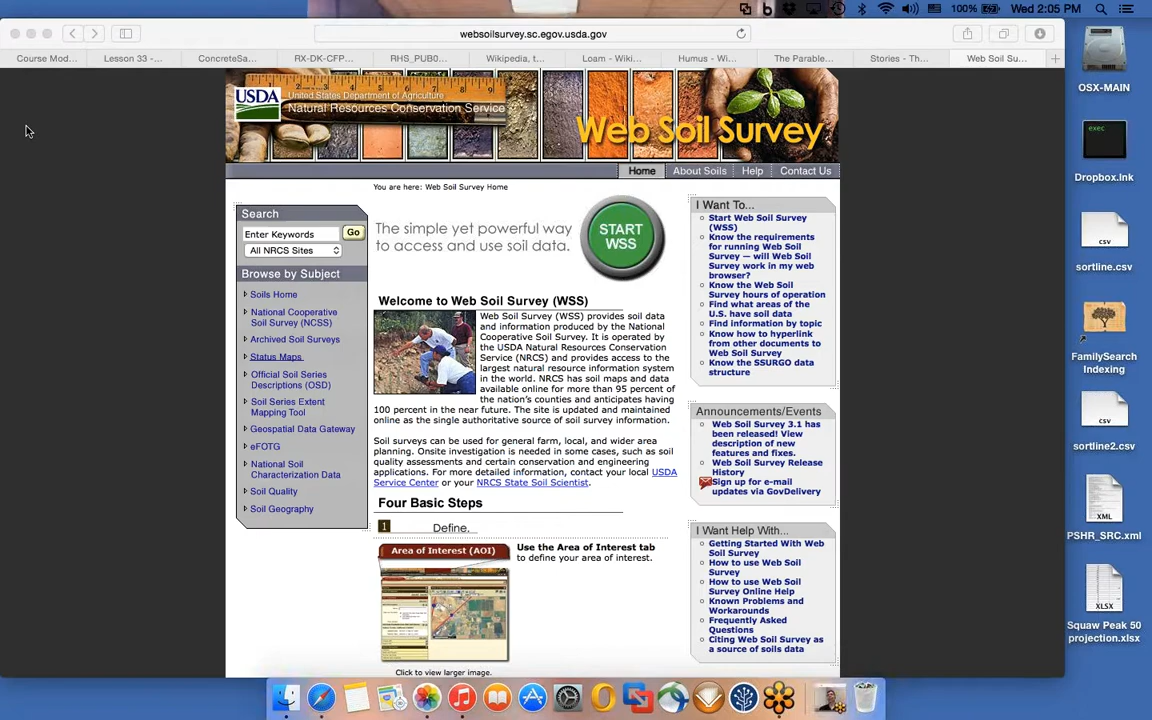 100%
Wed 2:05 PM
websoilsurvey.sc.egov.usda.gov
Course Mod...
Lesson 33 -...
ConcreteSa...
RX-DK-CFP...
RHS_PUB0...
Wikipedia, t...
Loam - Wiki...
Humus - Wi...
The Parable...
Stories - Th...
Web Soil Su...
USDA
United States Department of Agriculture
Natural Resources Conservation Service
Web Soil Survey
Home
About Soils
Help
Contact Us
You are here: Web Soil Survey Home
Search
Enter Keywords
Go
All NRCS Sites
Browse by Subject
Soils Home
National Cooperative
Soil Survey (NCSS)
Archived Soil Surveys
Status Maps
Official Soil Series
Descriptions (OSD)
Soil Series Extent
Mapping Tool
Geospatial Data Gateway
eFOTG
National Soil
Characterization Data
Soil Quality
Soil Geography
The simple yet powerful way
to access and use soil data.
START
WSS
Welcome to Web Soil Survey (WSS)
Web Soil Survey (WSS) provides soil data
and information produced by the National
Cooperative Soil Survey. It is operated by
the USDA Natural Resources Conservation
Service (NRCS) and provides access to the
largest natural resource information system
in the world. NRCS has soil maps and data
available online for more than 95 percent of
the nation's counties and anticipates having
100 percent in the near future. The site is updated and maintained
online as the single authoritative source of soil survey information.
Soil surveys can be used for general farm, local, and wider area
planning. Onsite investigation is needed in some cases, such as soil
quality assessments and certain conservation and engineering
applications. For more detailed information, contact your local USDA
Service Center or your NRCS State Soil Scientist.
Four Basic Steps
1 Define.
Area of Interest (AOI)
Use the Area of Interest tab
to define your area of interest.
Click to view larger image.
I Want To...
Start Web Soil Survey
(WSS)
Know the requirements
for running Web Soil
Survey — will Web Soil
Survey work in my web
browser?
Know the Web Soil
Survey hours of operation
Find what areas of the
U.S. have soil data
Find information by topic
Know how to hyperlink
from other documents to
Web Soil Survey
Know the SSURGO data
structure
Announcements/Events
Web Soil Survey 3.1 has
been released! View
description of new
features and fixes.
Web Soil Survey Release
History
Sign up for e-mail
updates via GovDelivery
I Want Help With...
Getting Started With Web
Soil Survey
How to use Web Soil
Survey
How to use Web Soil
Survey Online Help
Known Problems and
Workarounds
Frequently Asked
Questions
Citing Web Soil Survey as
a source of soils data
OSX-MAIN
exec
Dropbox.lnk
csv
sortline.csv
FamilySearch
Indexing
csv
sortline2.csv
XML
PSHR_SRC.xml
XLSX
Squaw Peak 50
projection.xlsx